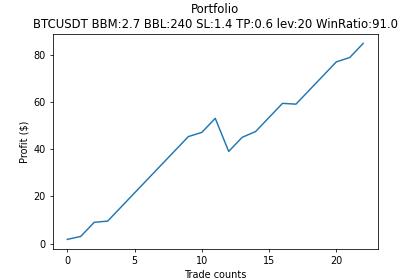 Portfolio
BTCUSDT BBM:2.7 BBL:240 SL:1.4 TP:0.6 lev:20 WinRatio:91.0
80
60
40
20
0
Profit ($)
0 5 10 15 20
Trade counts